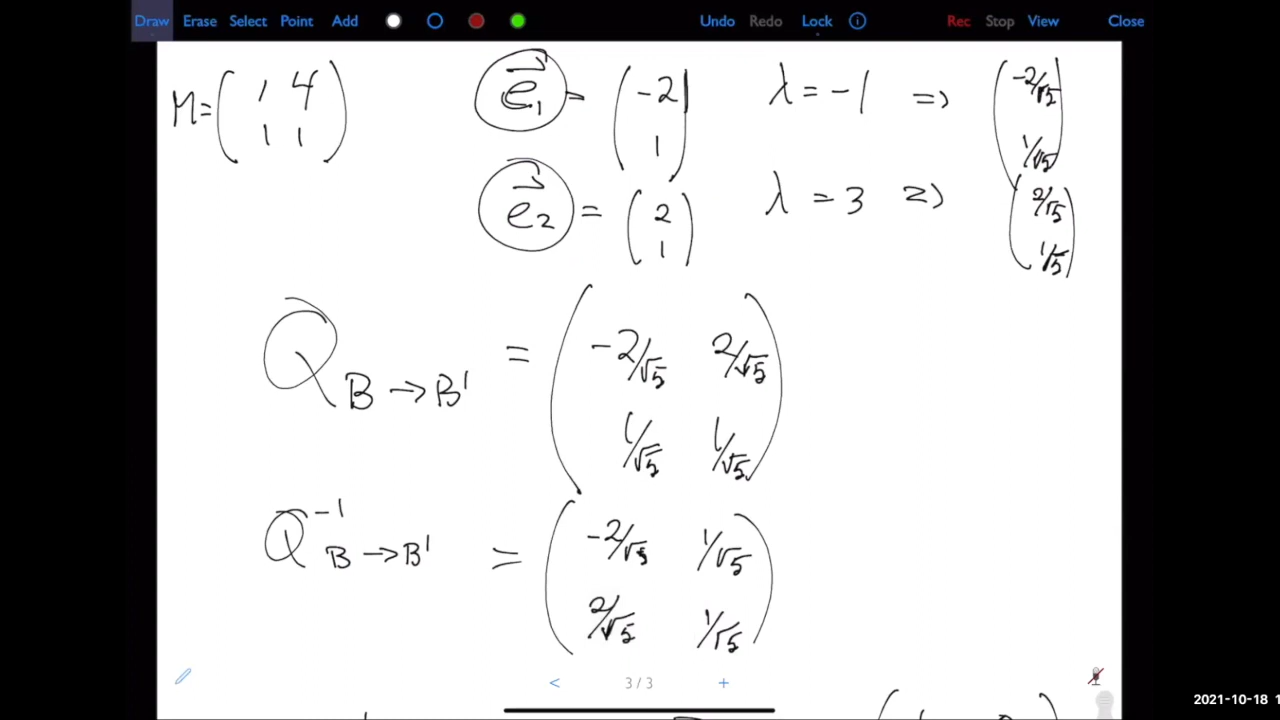 Draw Erase Select Point Add Undo Redo Lock Rec Stop View Close
M = ( 1 4 ) e₁ = ( -2 ) λ = -1 => ( -2/√5 )
( 1 1 ) ( 1 ) ( 1/√5 )
e₂ = ( 2 ) λ = 3 => ( 2/√5 )
( 1 ) ( 1/√5 )
Q B → B' = ( -2/√5 2/√5 )
( 1/√5 1/√5 )
Q⁻¹ B → B' = ( -2/√5 1/√5 )
( 2/√5 1/√5 )
< 3 / 3 +
2021-10-18 1